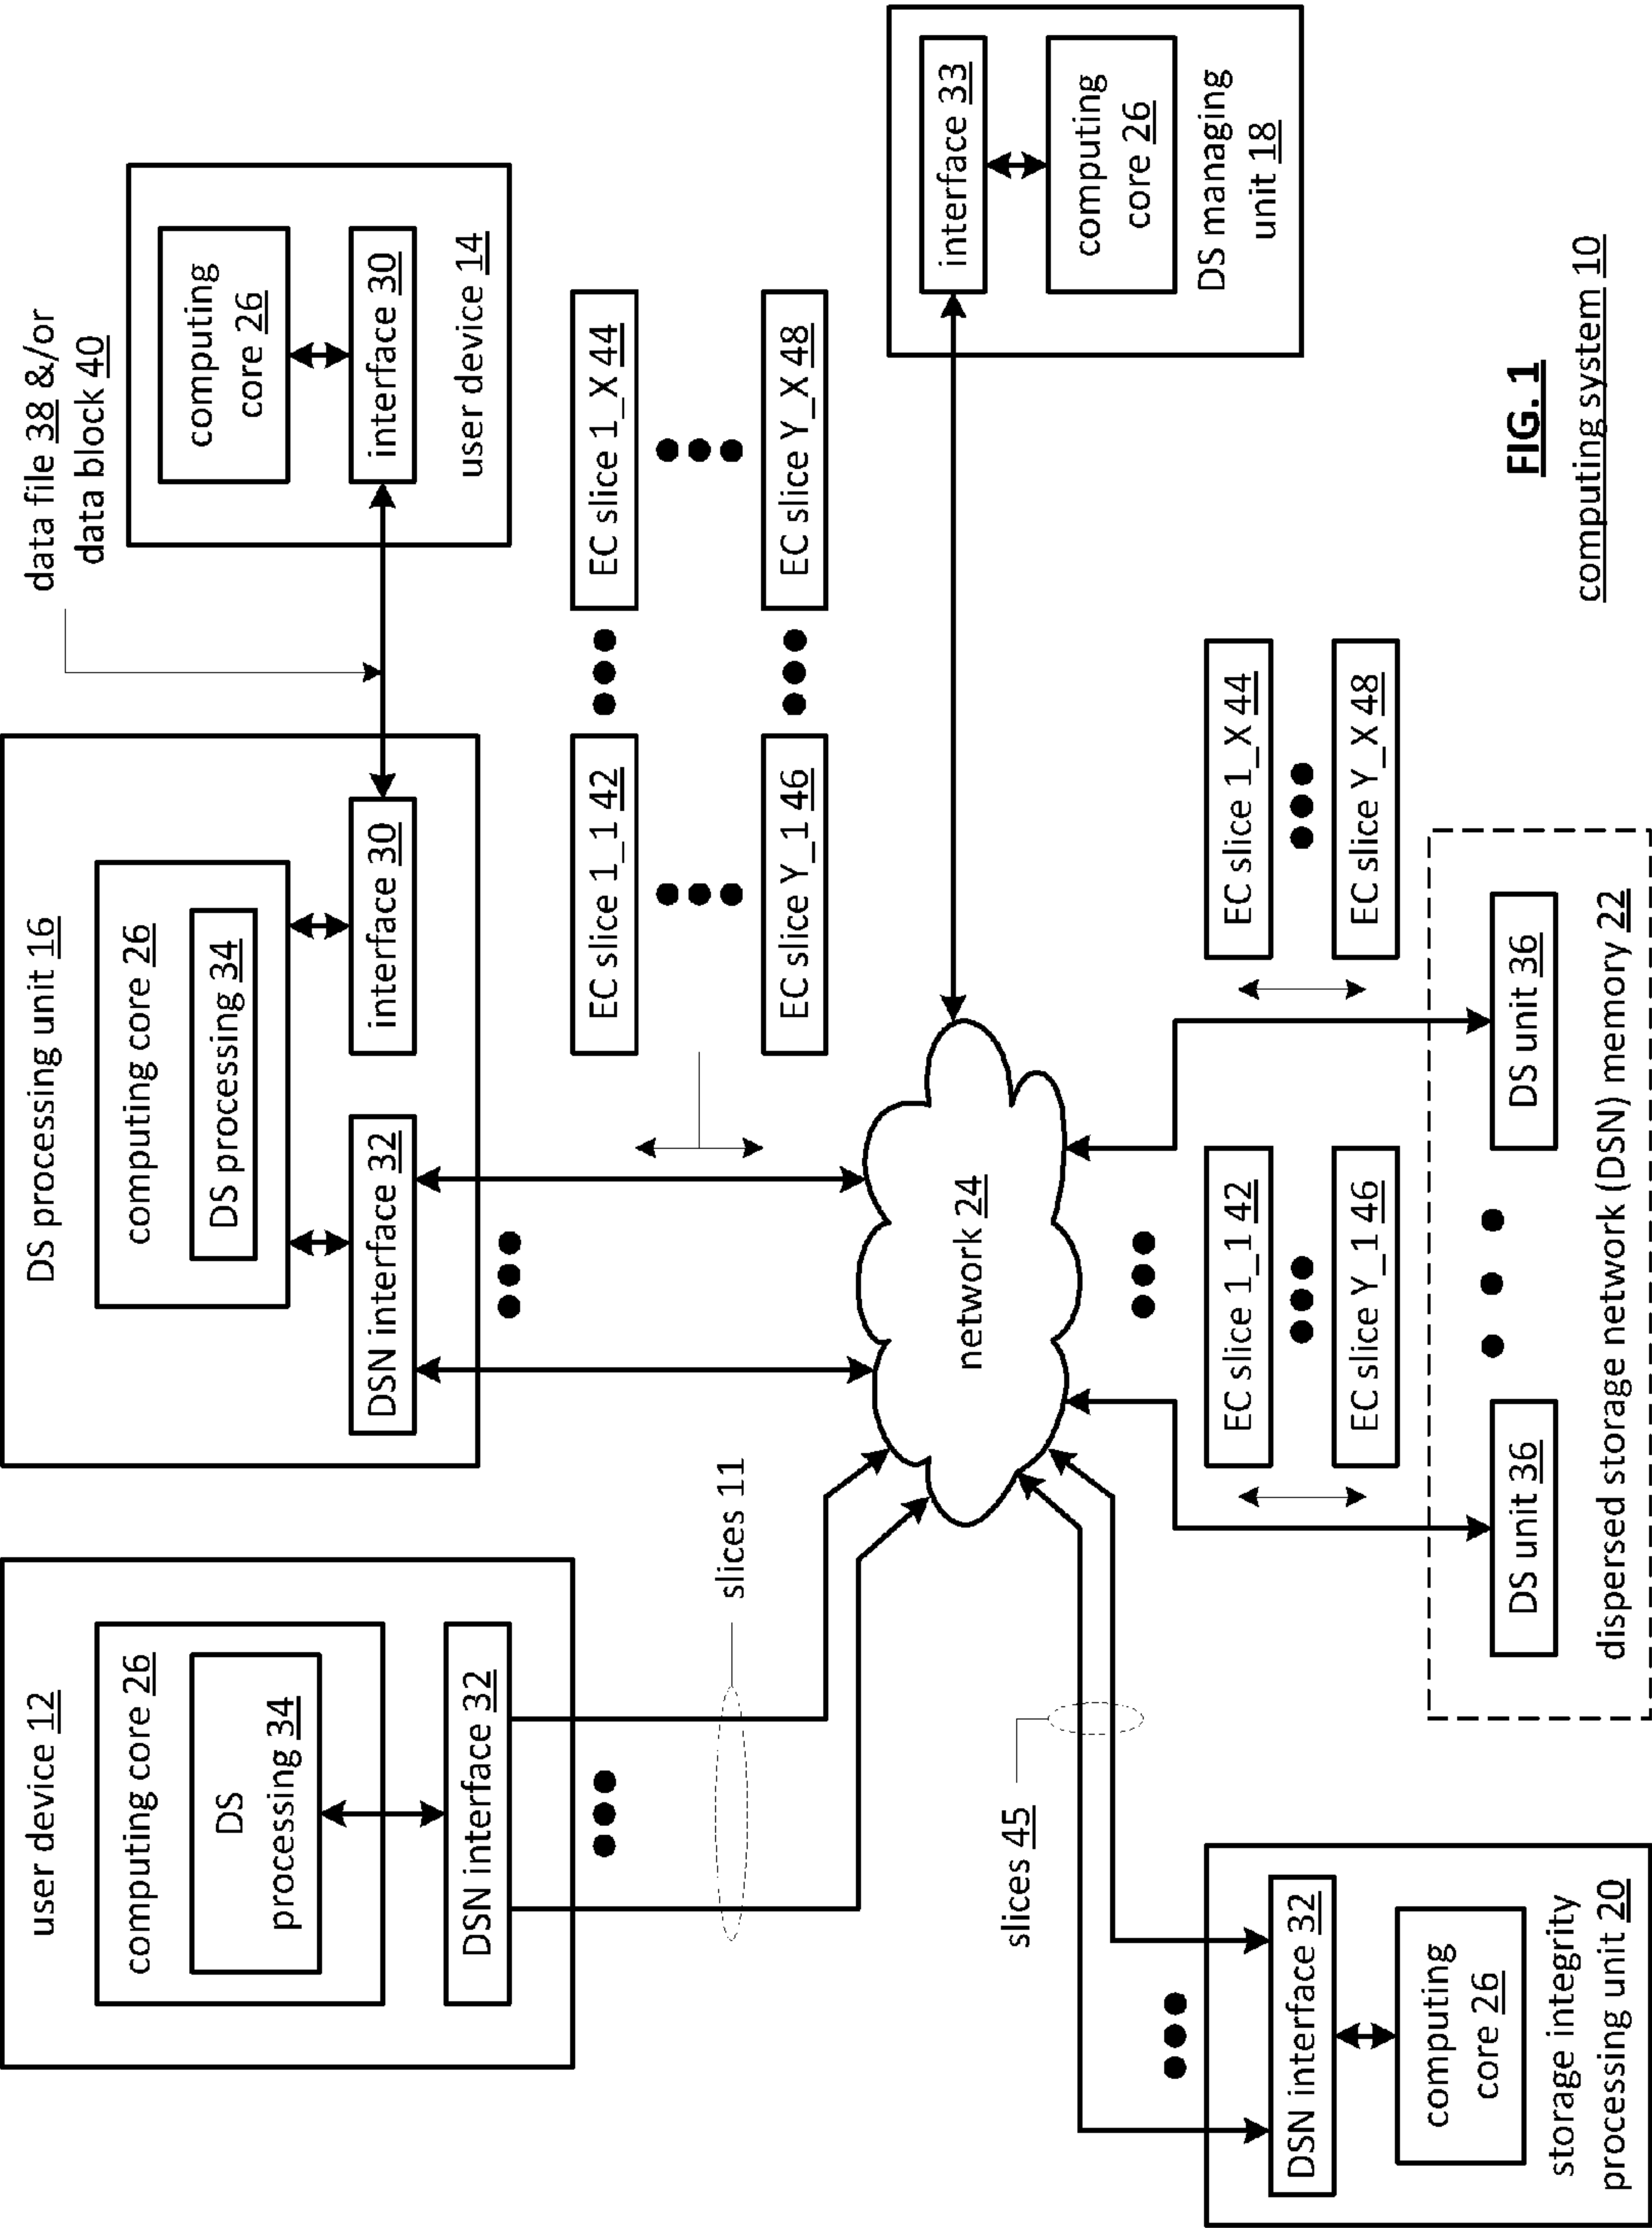 user device 12
computing core 26
DS
processing 34
DSN interface 32
slices 11
DS processing unit 16
computing core 26
DS processing 34
DSN interface 32
interface 30
data file 38 &/or
data block 40
computing
core 26
interface 30
user device 14
EC slice 1_1 42
EC slice 1_X 44
EC slice Y_1 46
EC slice Y_X 48
network 24
interface 33
computing
core 26
DS managing
unit 18
slices 45
DSN interface 32
computing
core 26
storage integrity
processing unit 20
EC slice 1_1 42
EC slice Y_1 46
EC slice 1_X 44
EC slice Y_X 48
DS unit 36
DS unit 36
dispersed storage network (DSN) memory 22
FIG. 1
computing system 10